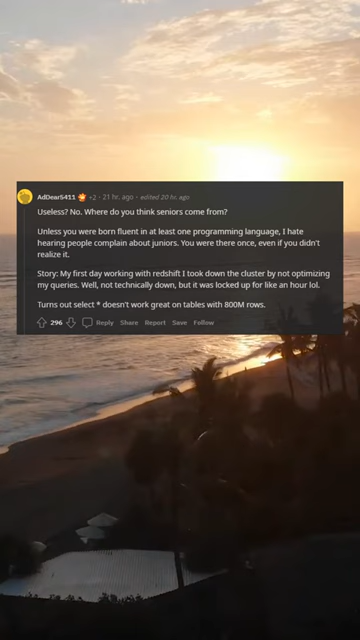 AdDear5411 +2 · 21 hr. ago · edited 20 hr. ago
Useless? No. Where do you think seniors come from?
Unless you were born fluent in at least one programming language, I hate
hearing people complain about juniors. You were there once, even if you didn't
realize it.
Story: My first day working with redshift I took down the cluster by not optimizing
my queries. Well, not technically down, but it was locked up for like an hour lol.
Turns out select * doesn't work great on tables with 800M rows.
296 Reply Share Report Save Follow